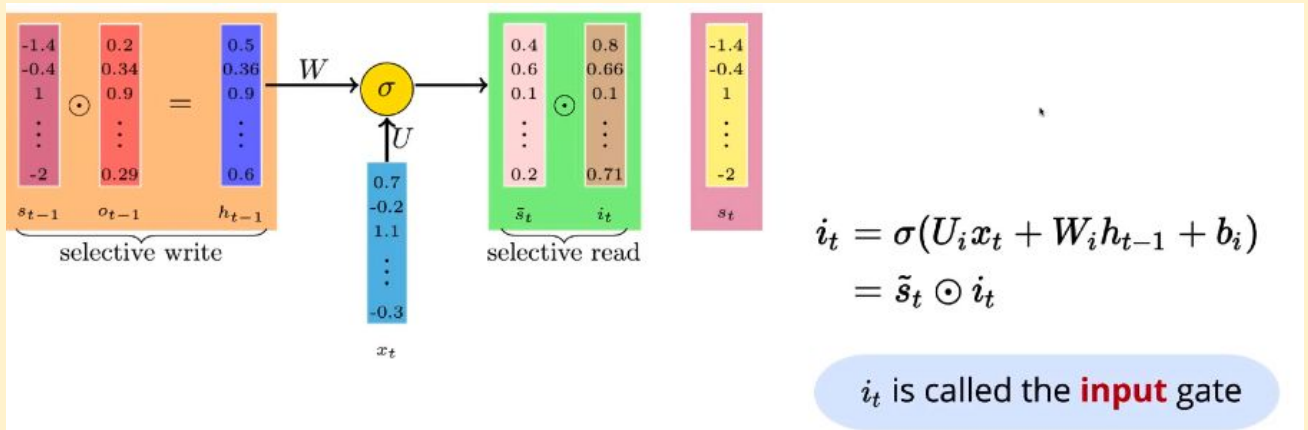 -1.4
-0.4
1
⋮
-2
s_{t-1}
⊙
0.2
0.34
0.9
⋮
0.29
o_{t-1}
=
0.5
0.36
0.9
⋮
0.6
h_{t-1}
selective write
W
σ
U
0.7
-0.2
1.1
⋮
-0.3
x_t
0.4
0.6
0.1
⋮
0.2
s̃_t
⊙
0.8
0.66
0.1
⋮
0.71
i_t
selective read
-1.4
-0.4
1
⋮
-2
s_t
i_t = σ(U_i x_t + W_i h_{t-1} + b_i)
= s̃_t ⊙ i_t
i_t is called the input gate